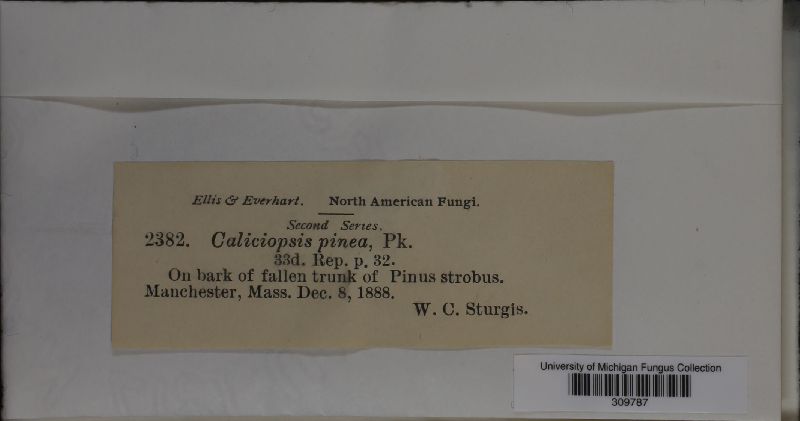 Ellis & Everhart. North American Fungi.
Second Series,
2382. Caliciopsis pinea, Pk.
33d. Rep. p. 32.
On bark of fallen trunk of Pinus strobus.
Manchester, Mass. Dec. 8, 1888.
W. C. Sturgis.
University of Michigan Fungus Collection
309787